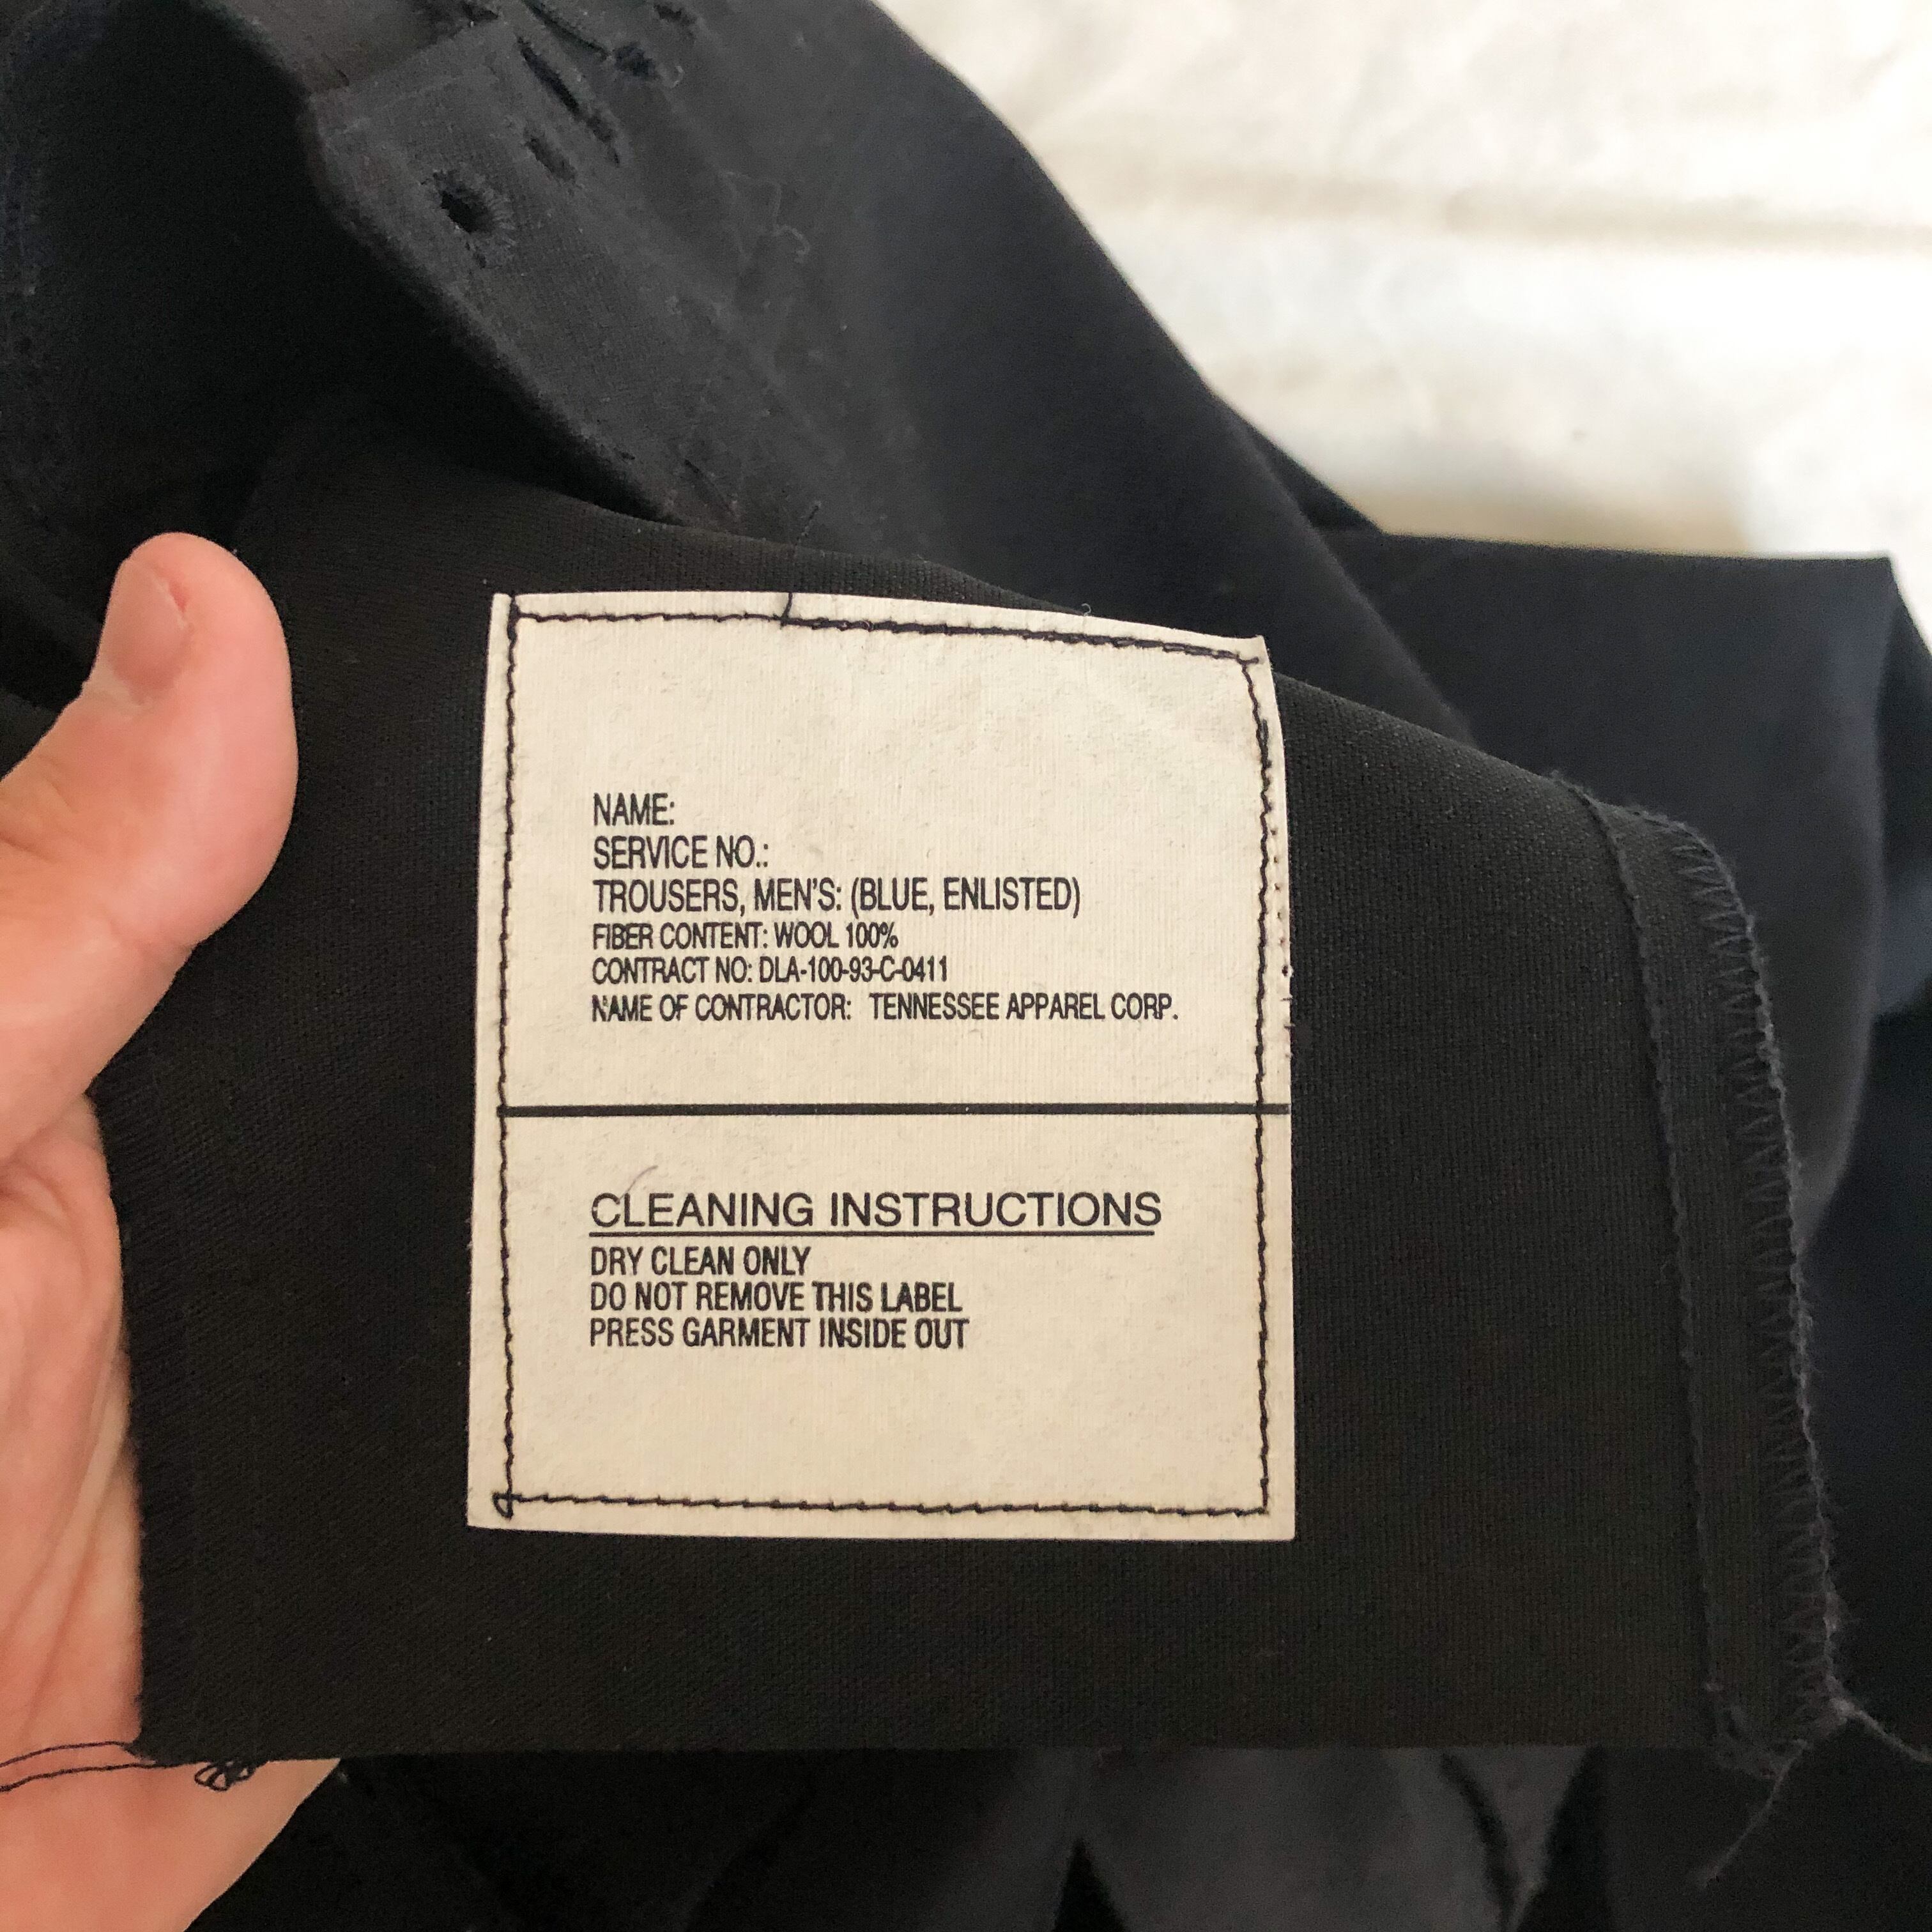 NAME:
SERVICE NO.:
TROUSERS, MEN'S: (BLUE, ENLISTED)
FIBER CONTENT: WOOL 100%
CONTRACT NO: DLA-100-93-C-0411
NAME OF CONTRACTOR: TENNESSEE APPAREL CORP.
CLEANING INSTRUCTIONS
DRY CLEAN ONLY
DO NOT REMOVE THIS LABEL
PRESS GARMENT INSIDE OUT